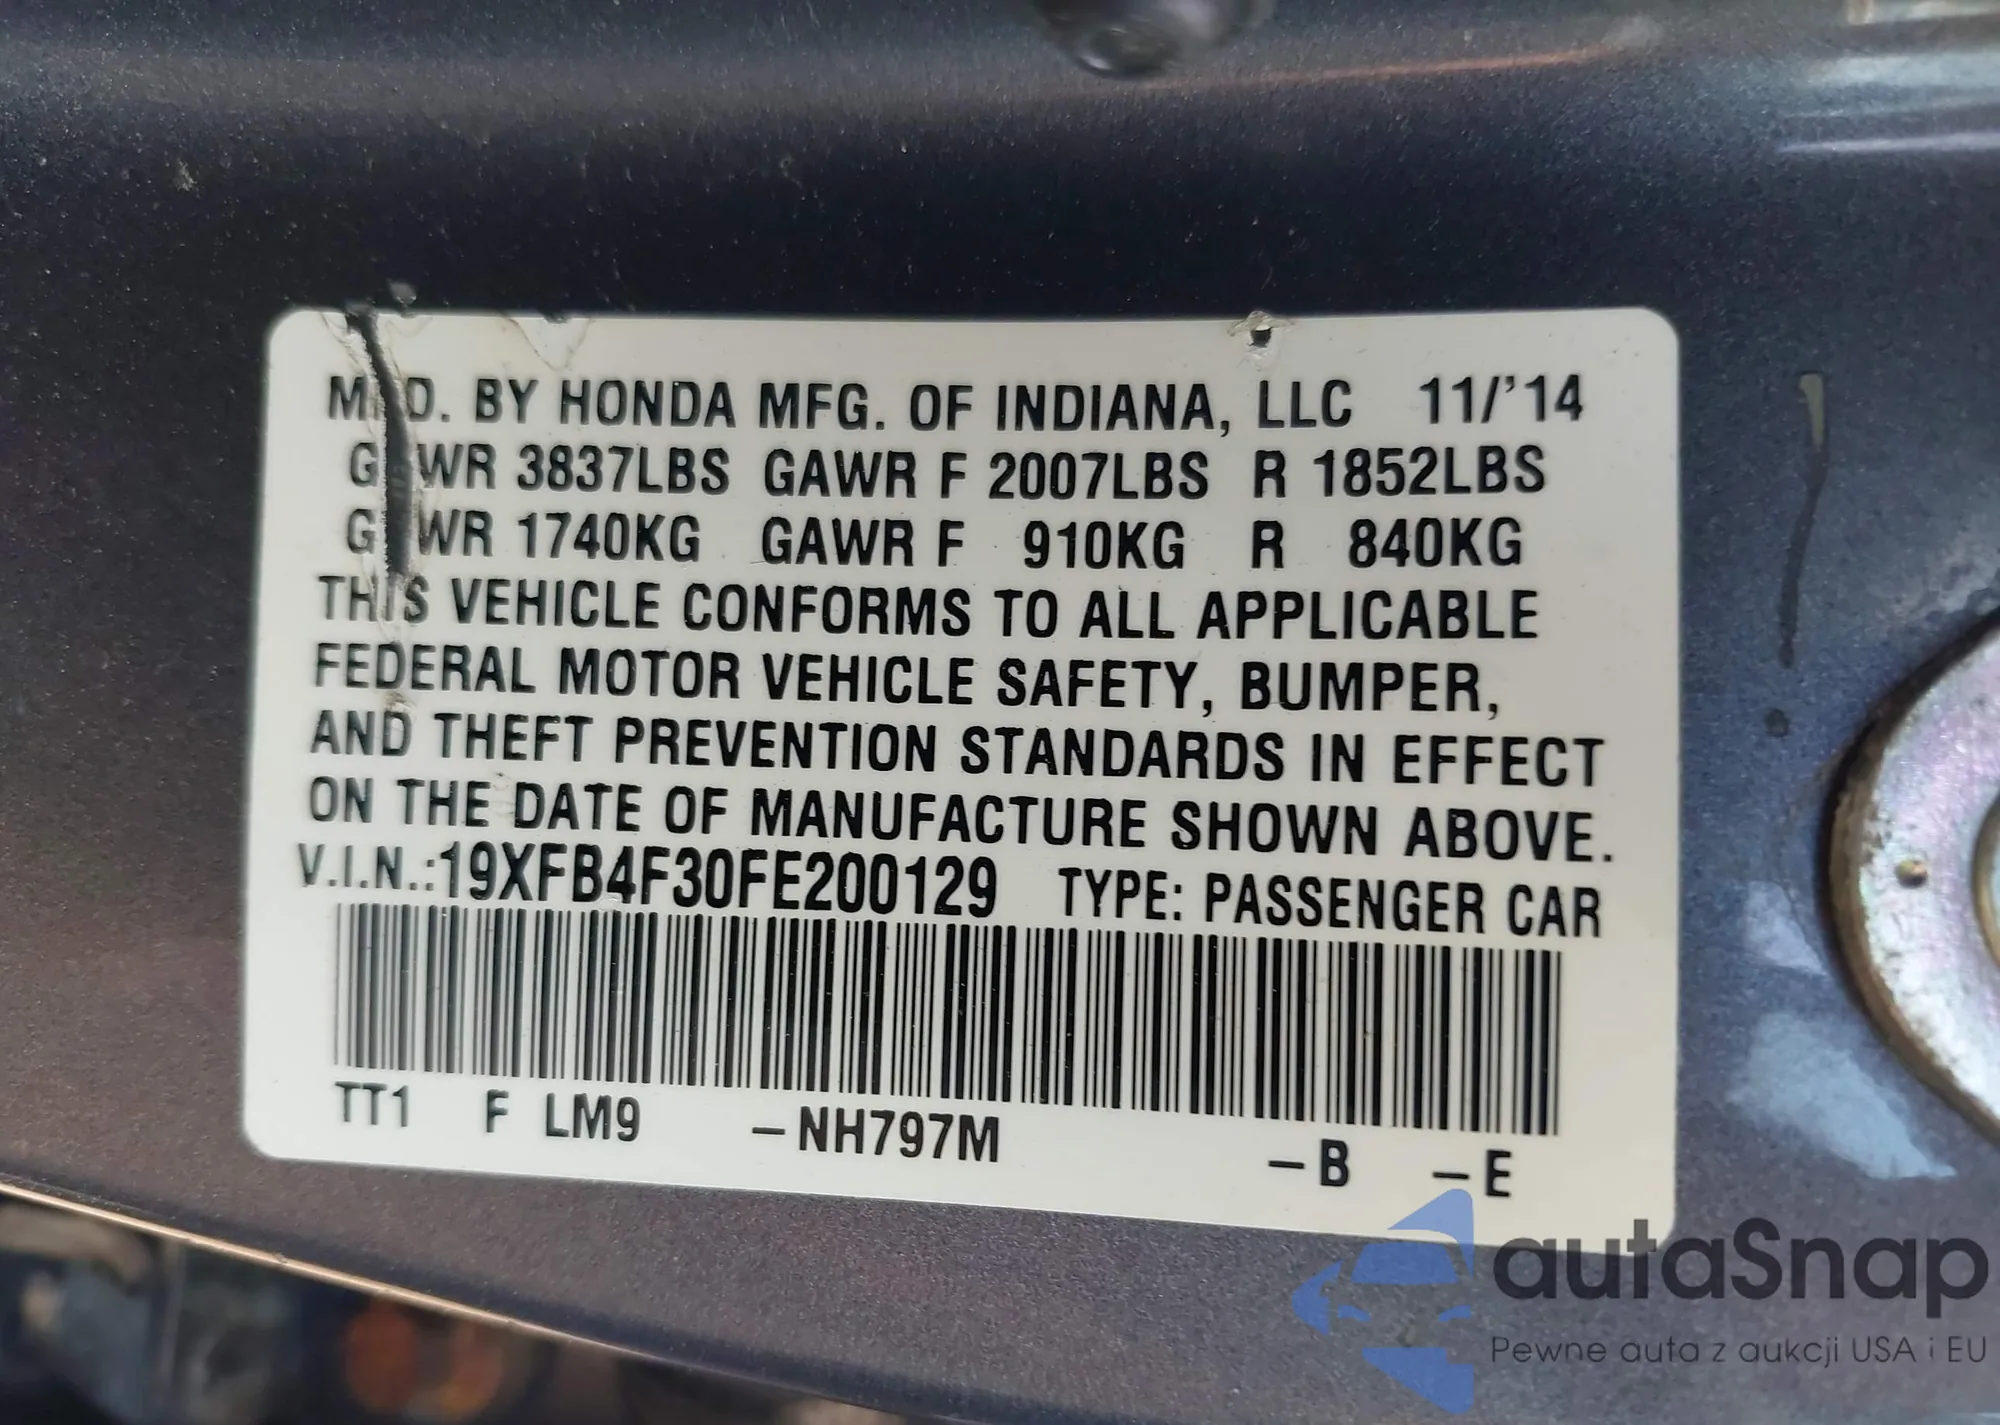 MFD. BY HONDA MFG. OF INDIANA, LLC 11/'14
GVWR 3837LBS GAWR F 2007LBS R 1852LBS
GVWR 1740KG GAWR F 910KG R 840KG
THIS VEHICLE CONFORMS TO ALL APPLICABLE
FEDERAL MOTOR VEHICLE SAFETY, BUMPER,
AND THEFT PREVENTION STANDARDS IN EFFECT
ON THE DATE OF MANUFACTURE SHOWN ABOVE.
V.I.N.:19XFB4F30FE200129 TYPE: PASSENGER CAR
TT1 F LM9 –NH797M –B –E
autaSnap
Pewne auta z aukcji USA i EU